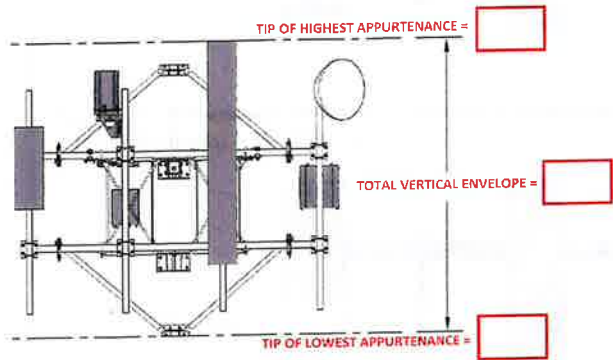 TIP OF HIGHEST APPURTENANCE =
TOTAL VERTICAL ENVELOPE =
TIP OF LOWEST APPURTENANCE =